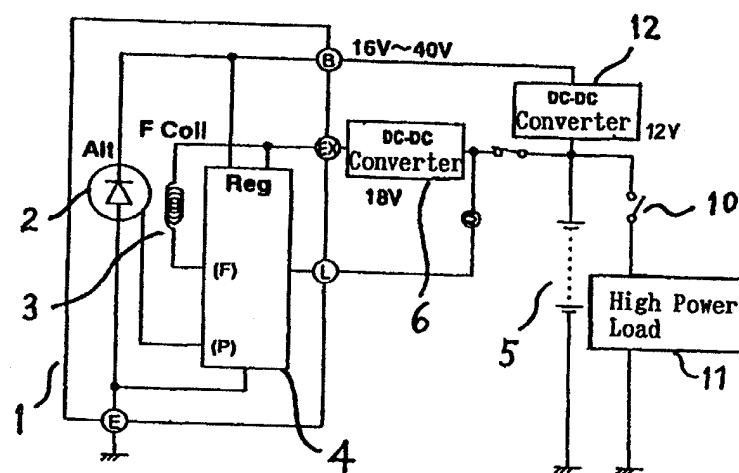 12
B
16V~40V
DC-DC
Converter
12V
F Coil
Alt
EX
DC-DC
Converter
Reg
18V
2
10
3
(F)
L
6
5
High Power
Load
(P)
1
E
4
11